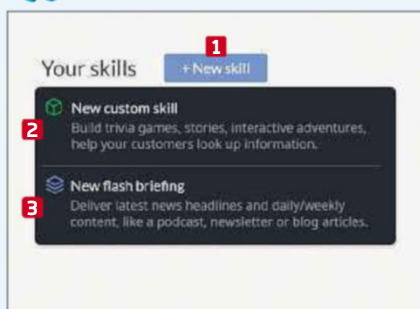 1
Your skills + New skill
New custom skill
2
Build trivia games, stories, interactive adventures,
help your customers look up information.
New flash briefing
3
Deliver latest news headlines and daily/weekly
content, like a podcast, newsletter or blog articles.